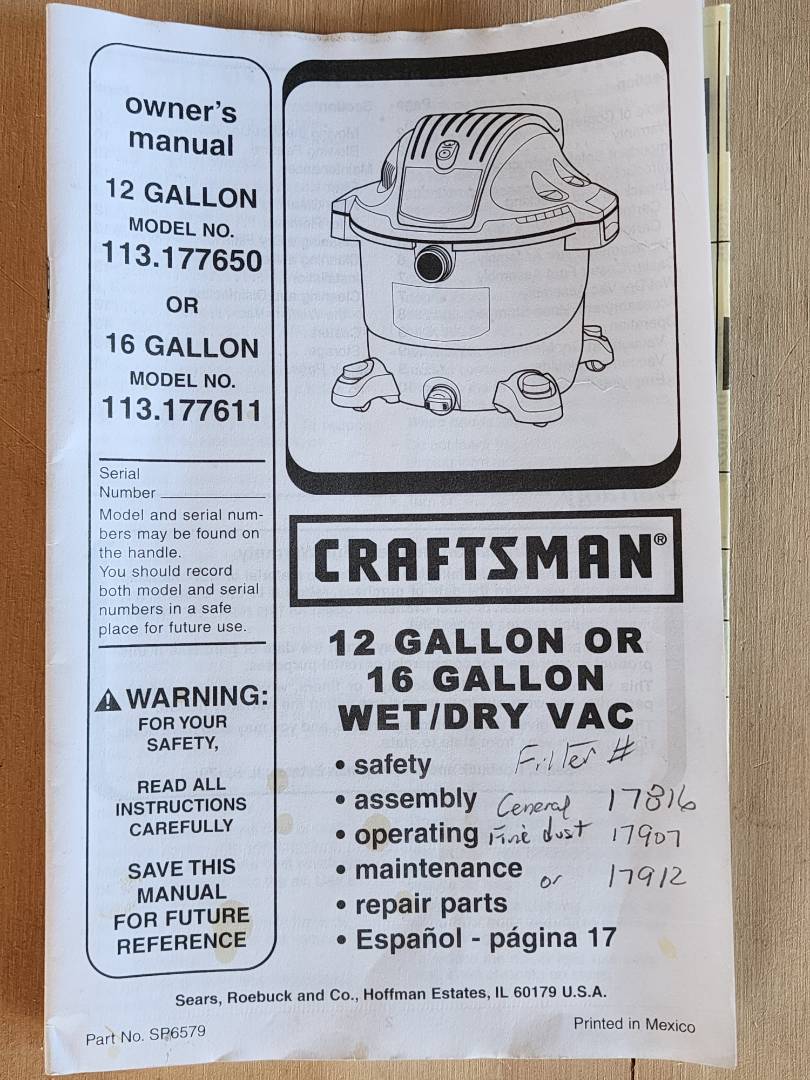 owner's
manual
12 GALLON
MODEL NO.
113.177650
OR
16 GALLON
MODEL NO.
113.177611
Serial
Number
Model and serial num-
bers may be found on
the handle.
You should record
both model and serial
numbers in a safe
place for future use.
⚠ WARNING:
FOR YOUR
SAFETY,
READ ALL
INSTRUCTIONS
CAREFULLY
SAVE THIS
MANUAL
FOR FUTURE
REFERENCE
CRAFTSMAN®
12 GALLON OR
16 GALLON
WET/DRY VAC
• safety Filter #
• assembly General 17816
• operating Fine dust 17907
• maintenance or 17912
• repair parts
• Español - página 17
Sears, Roebuck and Co., Hoffman Estates, IL 60179 U.S.A.
Part No. SP6579
Printed in Mexico